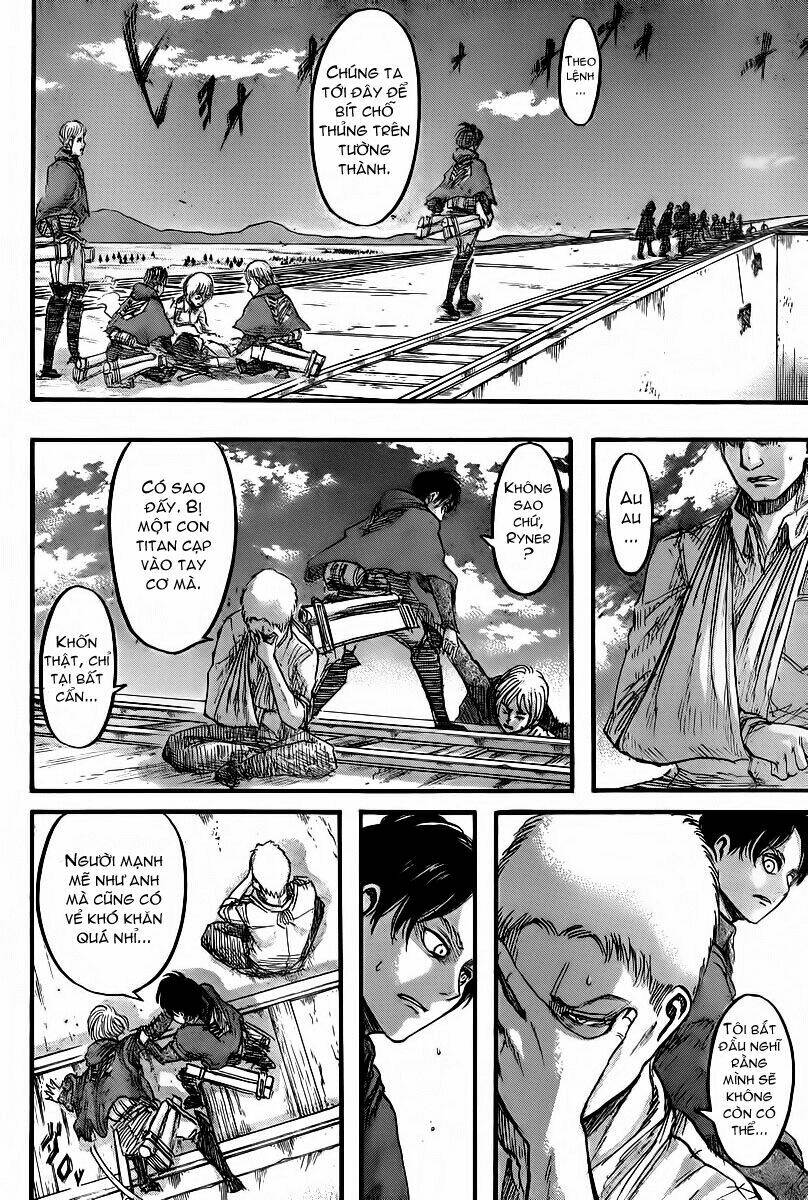 THEO
LỆNH
...
CHÚNG TA
TỚI ĐÂY ĐỂ
BÍT CHỖ
THỦNG TRÊN
TƯỜNG
THÀNH.
AU
AU
...
KHÔNG
SAO
CHỨ,
RYNER
?
CÓ SAO
ĐẤY. BỊ
MỘT CON
TITAN CẠP
VÀO TAY
CƠ MÀ.
KHỐN
THẬT, CHỈ
TẠI BẤT
CẨN...
TÔI BẮT
ĐẦU NGHĨ
RẰNG
MÌNH SẼ
KHÔNG
CÒN CÓ
THỂ...
NGƯỜI MẠNH
MẼ NHƯ ANH
MÀ CŨNG CÓ
VẺ KHÓ KHĂN
QUÁ NHỈ...